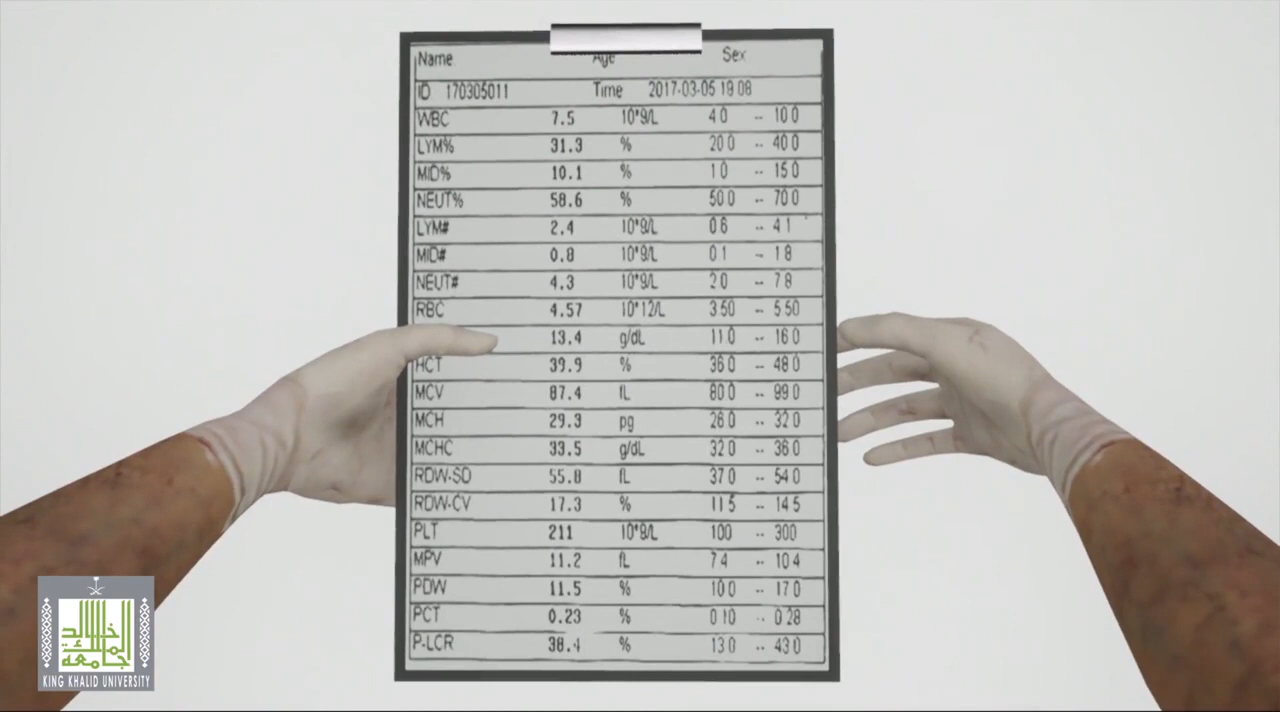 Name Age Sex
ID 170305011 Time 2017-03-05 18 08
WBC 7.5 10^9/L 4 0 -- 10 0
LYM% 31.3 % 20 0 -- 40 0
MID% 10.1 % 1 0 -- 15 0
NEUT% 58.6 % 50 0 -- 70 0
LYM# 2.4 10^9/L 0 6 -- 4 1
MID# 0.8 10^9/L 0 1 -- 1 8
NEUT# 4.3 10^9/L 2 0 -- 7 8
RBC 4.57 10^12/L 3 50 -- 5 50
13.4 g/dL 11 0 -- 16 0
HCT 39.9 % 36 0 -- 48 0
MCV 87.4 fL 80 0 -- 99 0
MCH 29.3 pg 26 0 -- 32 0
MCHC 33.5 g/dL 32 0 -- 36 0
RDW-SD 55.8 fL 37 0 -- 54 0
RDW-CV 17.3 % 11 5 -- 14 5
PLT 211 10^9/L 100 -- 300
MPV 11.2 fL 7 4 -- 10 4
PDW 11.5 % 10 0 -- 17 0
PCT 0.23 % 0 10 -- 0 28
P-LCR 38.4 % 13 0 -- 43 0
جامعة الملك خالد
KING KHALID UNIVERSITY